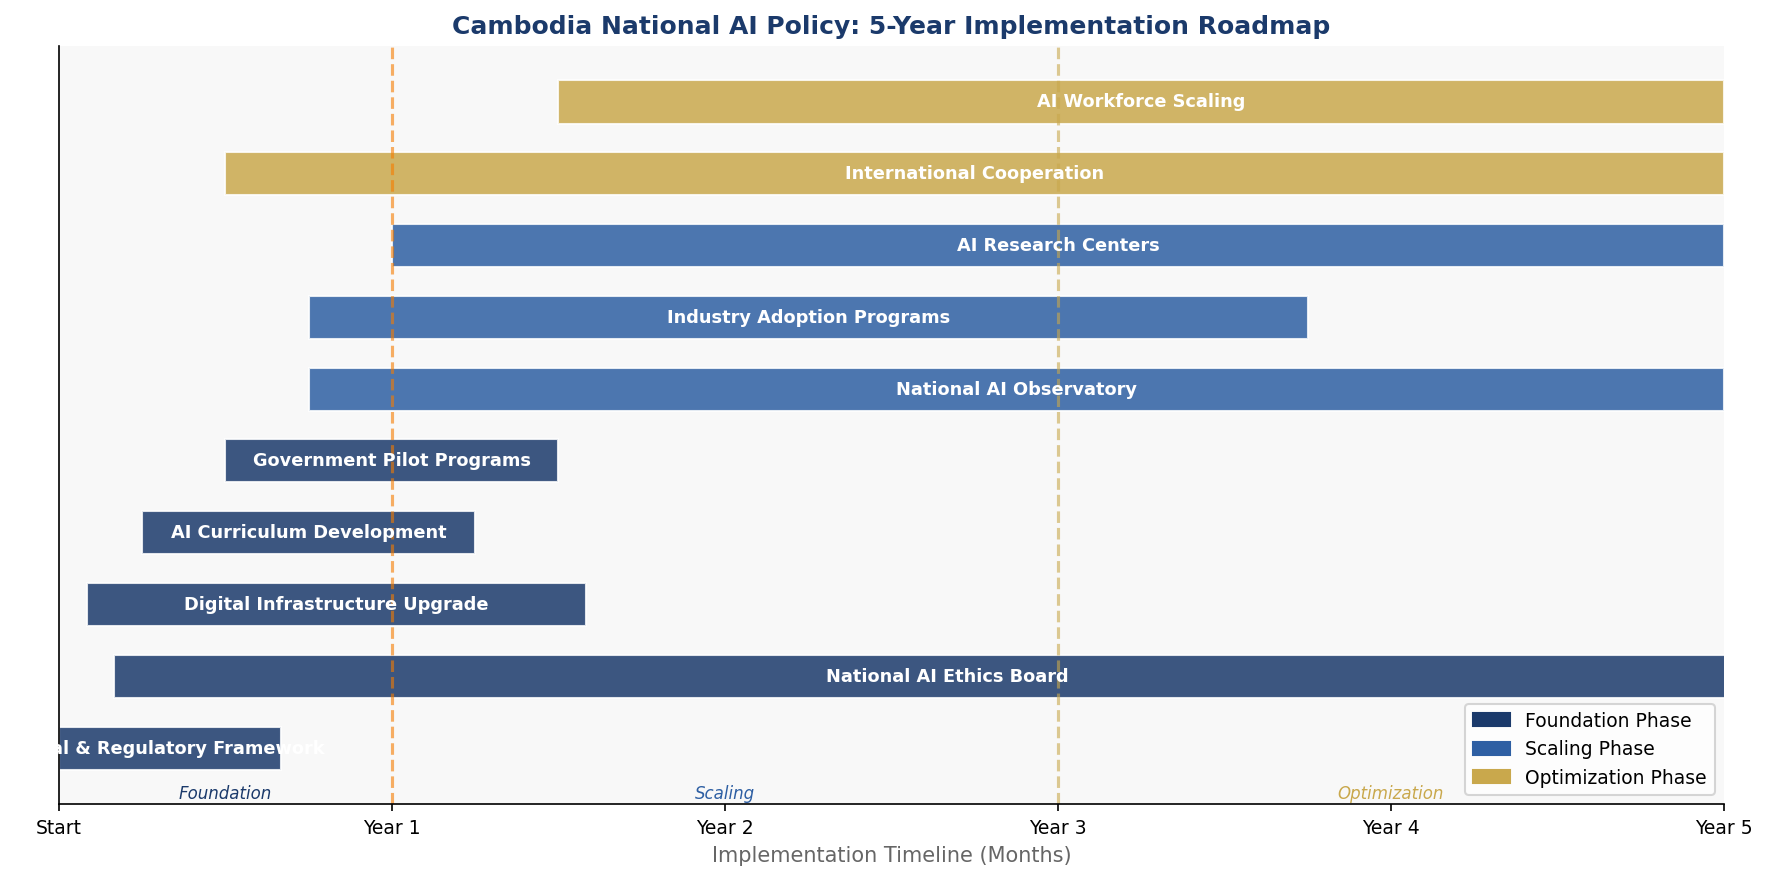 Cambodia National AI Policy: 5-Year Implementation Roadmap
AI Workforce Scaling
International Cooperation
AI Research Centers
Industry Adoption Programs
National AI Observatory
Government Pilot Programs
AI Curriculum Development
Digital Infrastructure Upgrade
National AI Ethics Board
al & Regulatory Framework
Foundation Phase
Scaling Phase
Optimization Phase
Foundation
Scaling
Optimization
Start
Year 1
Year 2
Year 3
Year 4
Year 5
Implementation Timeline (Months)